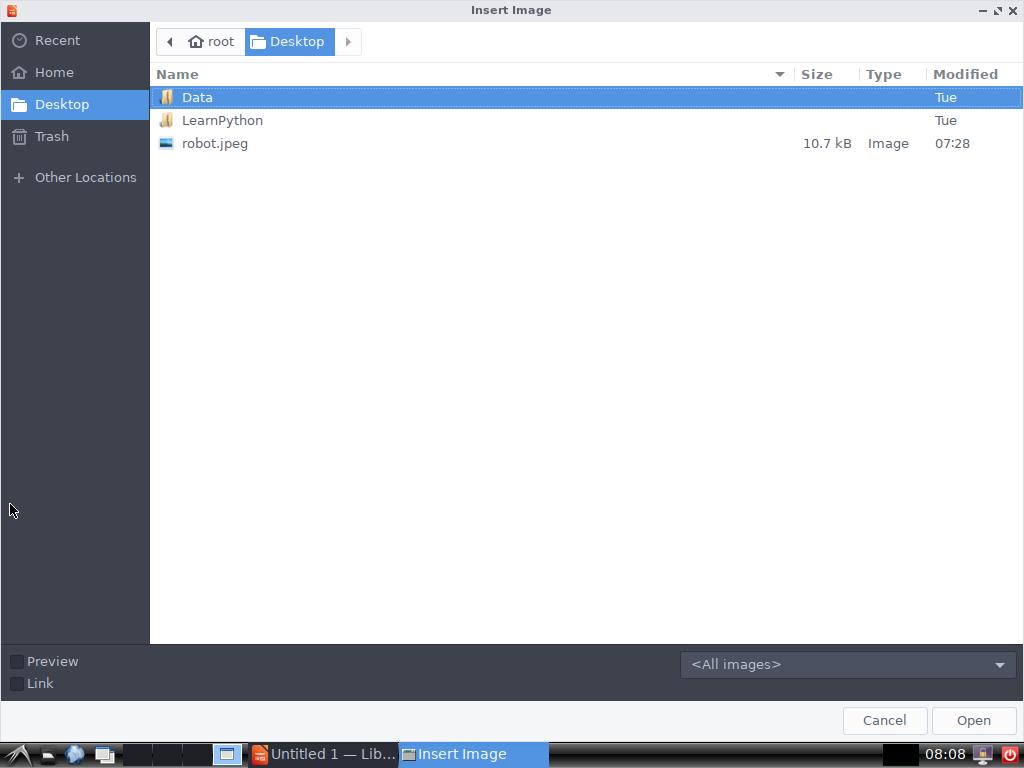 Insert Image
Recent
Home
Desktop
Trash
Other Locations
root
Desktop
Name Size Type Modified
Data Tue
LearnPython Tue
robot.jpeg 10.7 kB Image 07:28
Preview
Link
<All images>
Cancel
Open
Untitled 1 — Lib...
Insert Image
08:08